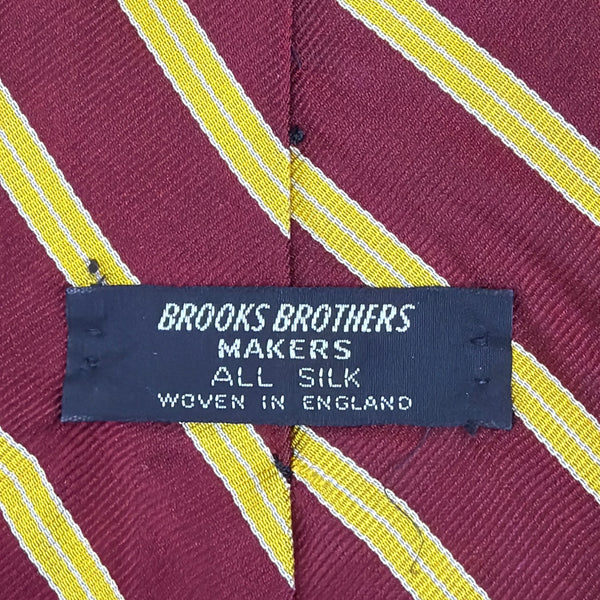 BROOKS BROTHERS
MAKERS
ALL SILK
WOVEN IN ENGLAND